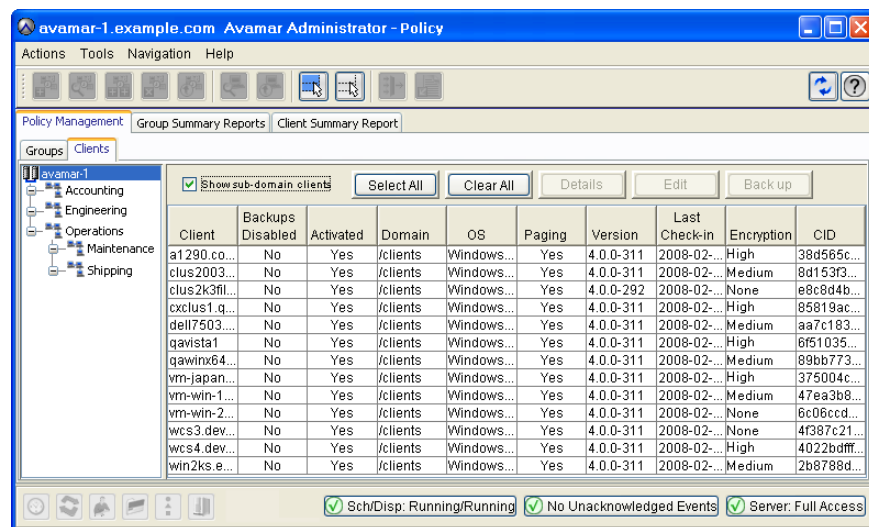 avamar-1.example.com Avamar Administrator - Policy
Actions Tools Navigation Help
Policy Management Group Summary Reports Client Summary Report
Groups Clients
avamar-1
Accounting
Engineering
Operations
Maintenance
Shipping
Show sub-domain clients Select All Clear All Details Edit Back up
Client Backups Disabled Activated Domain OS Paging Version Last Check-in Encryption CID
a1290.co... No Yes /clients Windows... Yes 4.0.0-311 2008-02-... High 38d565c...
clus2003... No Yes /clients Windows... Yes 4.0.0-311 2008-02-... Medium 8d153f3...
clus2k3fil... No Yes /clients Windows... Yes 4.0.0-292 2008-02-... None e8c8d4b...
cxclus1.q... No Yes /clients Windows... Yes 4.0.0-311 2008-02-... High 85819ac...
dell7503.... No Yes /clients Windows... Yes 4.0.0-311 2008-02-... Medium aa7c183...
qavista1 No Yes /clients Windows... Yes 4.0.0-311 2008-02-... High 6f51035...
qawinx64... No Yes /clients Windows... Yes 4.0.0-311 2008-02-... Medium 89bb773...
vm-japan... No Yes /clients Windows... Yes 4.0.0-311 2008-02-... High 375004c...
vm-win-1... No Yes /clients Windows... Yes 4.0.0-311 2008-02-... Medium 47ea3b8...
vm-win-2... No Yes /clients Windows... Yes 4.0.0-311 2008-02-... None 6c06ccd...
wcs3.dev... No Yes /clients Windows... Yes 4.0.0-311 2008-02-... None 4f387c21...
wcs4.dev... No Yes /clients Windows... Yes 4.0.0-311 2008-02-... High 4022bdfff...
win2ks.e... No Yes /clients Windows... Yes 4.0.0-311 2008-02-... Medium 2b8788d...
Sch/Disp: Running/Running No Unacknowledged Events Server: Full Access